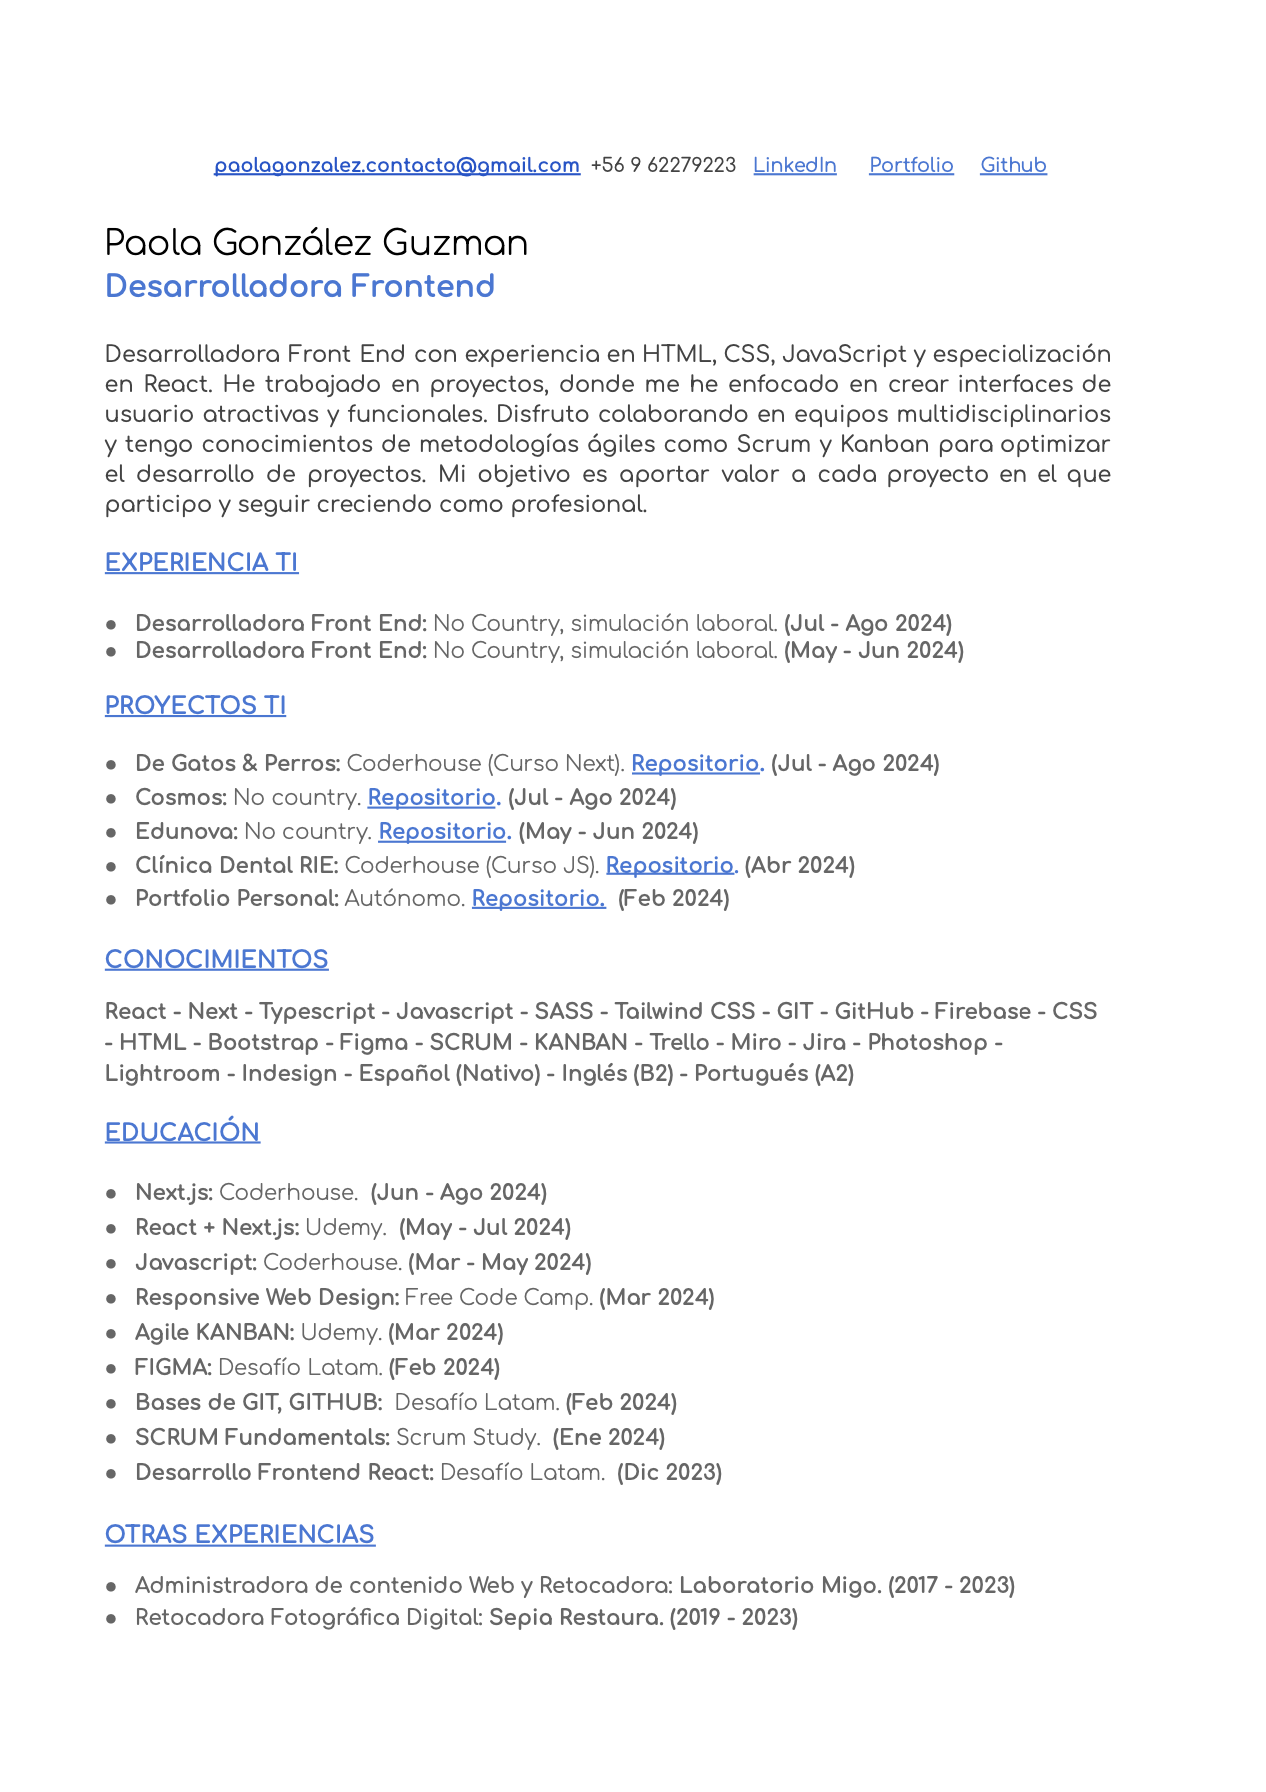 paolagonzalez.contacto@gmail.com +56 9 62279223 LinkedIn Portfolio Github
Paola González Guzman
Desarrolladora Frontend
Desarrolladora Front End con experiencia en HTML, CSS, JavaScript y especialización
en React. He trabajado en proyectos, donde me he enfocado en crear interfaces de
usuario atractivas y funcionales. Disfruto colaborando en equipos multidisciplinarios
y tengo conocimientos de metodologías ágiles como Scrum y Kanban para optimizar
el desarrollo de proyectos. Mi objetivo es aportar valor a cada proyecto en el que
participo y seguir creciendo como profesional.
EXPERIENCIA TI
● Desarrolladora Front End: No Country, simulación laboral. (Jul - Ago 2024)
● Desarrolladora Front End: No Country, simulación laboral. (May - Jun 2024)
PROYECTOS TI
● De Gatos & Perros: Coderhouse (Curso Next). Repositorio. (Jul - Ago 2024)
● Cosmos: No country. Repositorio. (Jul - Ago 2024)
● Edunova: No country. Repositorio. (May - Jun 2024)
● Clínica Dental RIE: Coderhouse (Curso JS). Repositorio. (Abr 2024)
● Portfolio Personal: Autónomo. Repositorio. (Feb 2024)
CONOCIMIENTOS
React - Next - Typescript - Javascript - SASS - Tailwind CSS - GIT - GitHub - Firebase - CSS
- HTML - Bootstrap - Figma - SCRUM - KANBAN - Trello - Miro - Jira - Photoshop -
Lightroom - Indesign - Español (Nativo) - Inglés (B2) - Portugués (A2)
EDUCACIÓN
● Next.js: Coderhouse. (Jun - Ago 2024)
● React + Next.js: Udemy. (May - Jul 2024)
● Javascript: Coderhouse. (Mar - May 2024)
● Responsive Web Design: Free Code Camp. (Mar 2024)
● Agile KANBAN: Udemy. (Mar 2024)
● FIGMA: Desafío Latam. (Feb 2024)
● Bases de GIT, GITHUB: Desafío Latam. (Feb 2024)
● SCRUM Fundamentals: Scrum Study. (Ene 2024)
● Desarrollo Frontend React: Desafío Latam. (Dic 2023)
OTRAS EXPERIENCIAS
● Administradora de contenido Web y Retocadora: Laboratorio Migo. (2017 - 2023)
● Retocadora Fotográfica Digital: Sepia Restaura. (2019 - 2023)